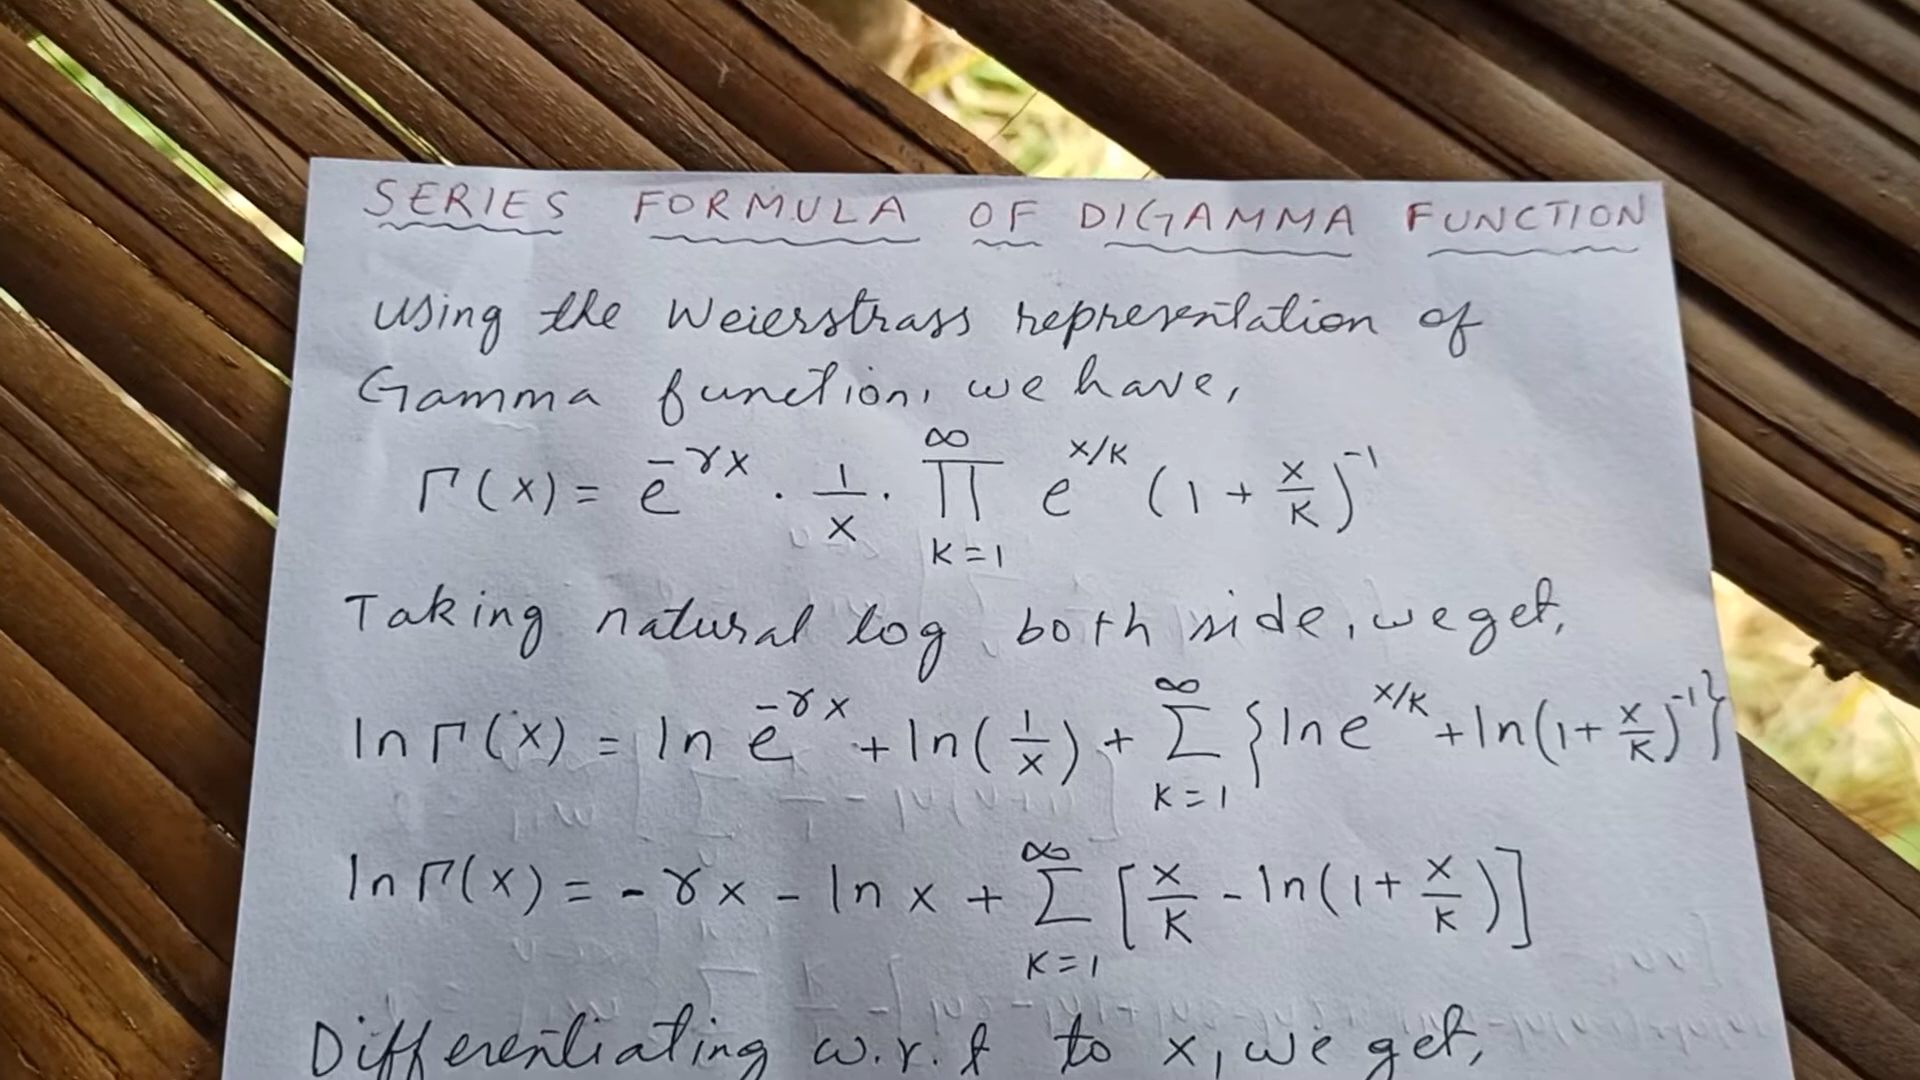 SERIES FORMULA OF DIGAMMA FUNCTION
Using the Weierstrass representation of
Gamma function, we have,
Γ(x) = e^{-γx} · 1/x · ∏_{k=1}^{∞} e^{x/k} (1 + x/k)^{-1}
Taking natural log both side, we get,
ln Γ(x) = ln e^{-γx} + ln(1/x) + Σ_{k=1}^{∞} {ln e^{x/k} + ln(1 + x/k)^{-1}}
ln Γ(x) = -γx - ln x + Σ_{k=1}^{∞} [x/k - ln(1 + x/k)]
Differentiating w.r.t to x, we get,